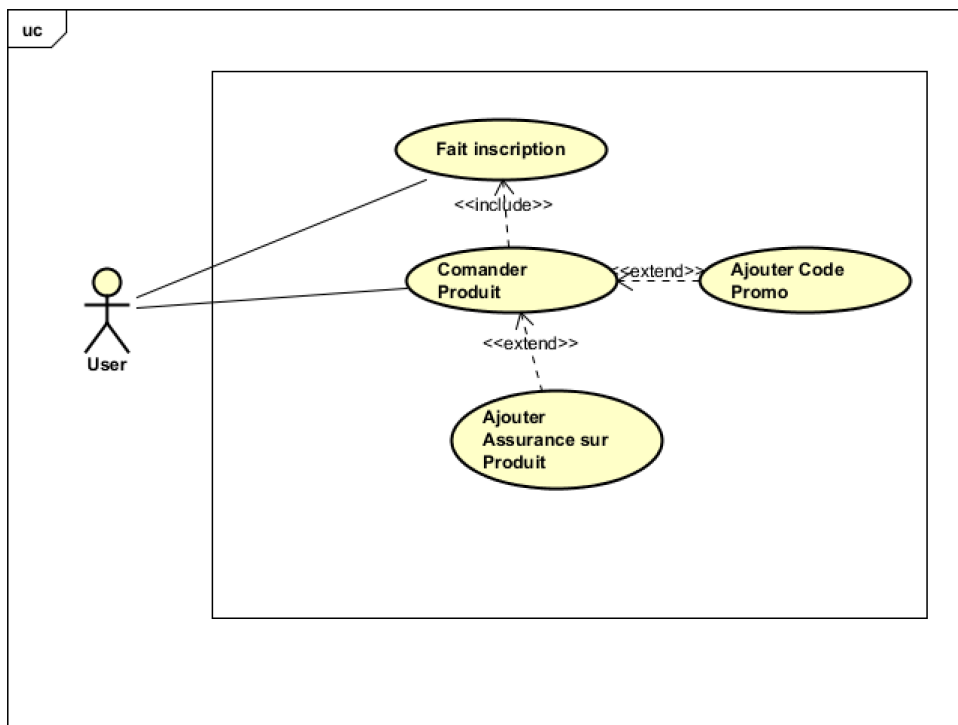 uc
Fait inscription
<<include>>
Comander
Produit
<<extend>>
Ajouter Code
Promo
User
<<extend>>
Ajouter
Assurance sur
Produit